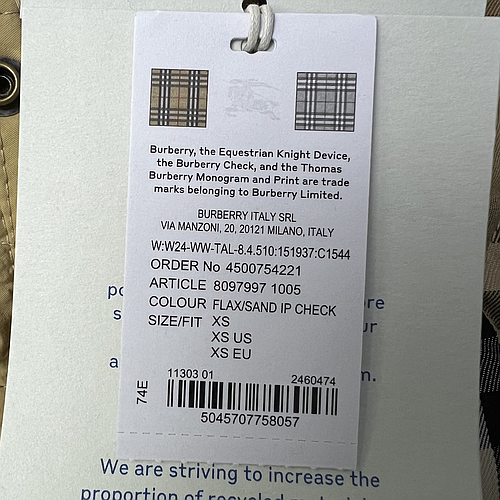 Burberry, the Equestrian Knight Device,
the Burberry Check, and the Thomas
Burberry Monogram and Print are trade
marks belonging to Burberry Limited.
BURBERRY ITALY SRL
VIA MANZONI, 20, 20121 MILANO, ITALY
W:W24-WW-TAL-8.4.510:151937:C1544
ORDER No 4500754221
ARTICLE 8097997 1005
COLOUR FLAX/SAND IP CHECK
SIZE/FIT XS
XS US
XS EU
11303 01 2460474
74E
5045707758057
We are striving to increase the
proportion of recycled